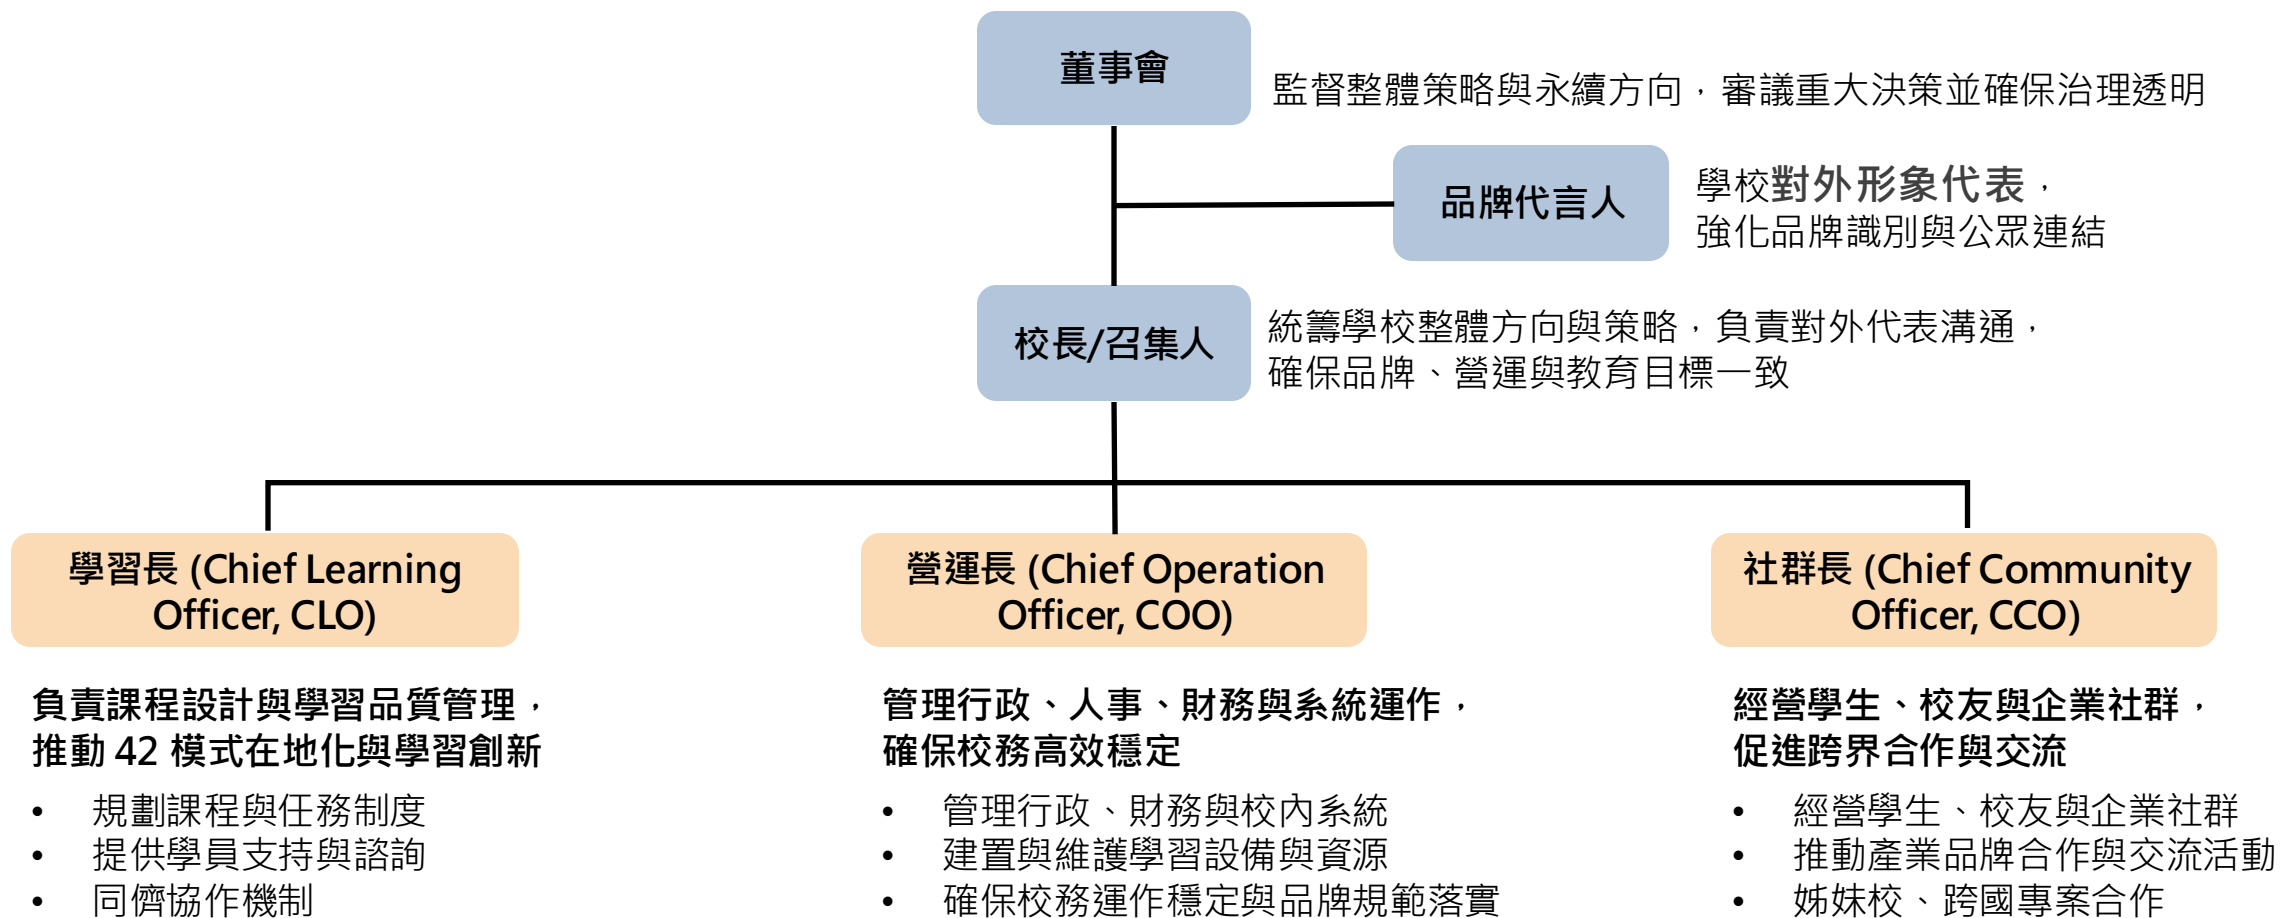 董事會
監督整體策略與永續方向，審議重大決策並確保治理透明
品牌代言人
學校對外形象代表，
強化品牌識別與公眾連結
校長/召集人
統籌學校整體方向與策略，負責對外代表溝通，
確保品牌、營運與教育目標一致
學習長 (Chief Learning
Officer, CLO)
負責課程設計與學習品質管理，
推動 42 模式在地化與學習創新
• 規劃課程與任務制度
• 提供學員支持與諮詢
• 同儕協作機制
營運長 (Chief Operation
Officer, COO)
管理行政、人事、財務與系統運作，
確保校務高效穩定
• 管理行政、財務與校內系統
• 建置與維護學習設備與資源
• 確保校務運作穩定與品牌規範落實
社群長 (Chief Community
Officer, CCO)
經營學生、校友與企業社群，
促進跨界合作與交流
• 經營學生、校友與企業社群
• 推動產業品牌合作與交流活動
• 姊妹校、跨國專案合作